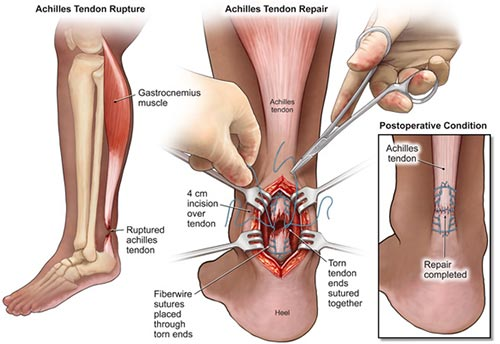 Achilles Tendon Rupture
Gastrocnemius
muscle
Ruptured
achilles
tendon
Achilles Tendon Repair
Achilles
tendon
4 cm
incision
over
tendon
Fiberwire
sutures
placed
through
torn ends
Torn
tendon
ends
sutured
together
Heel
Postoperative Condition
Achilles
tendon
Repair
completed